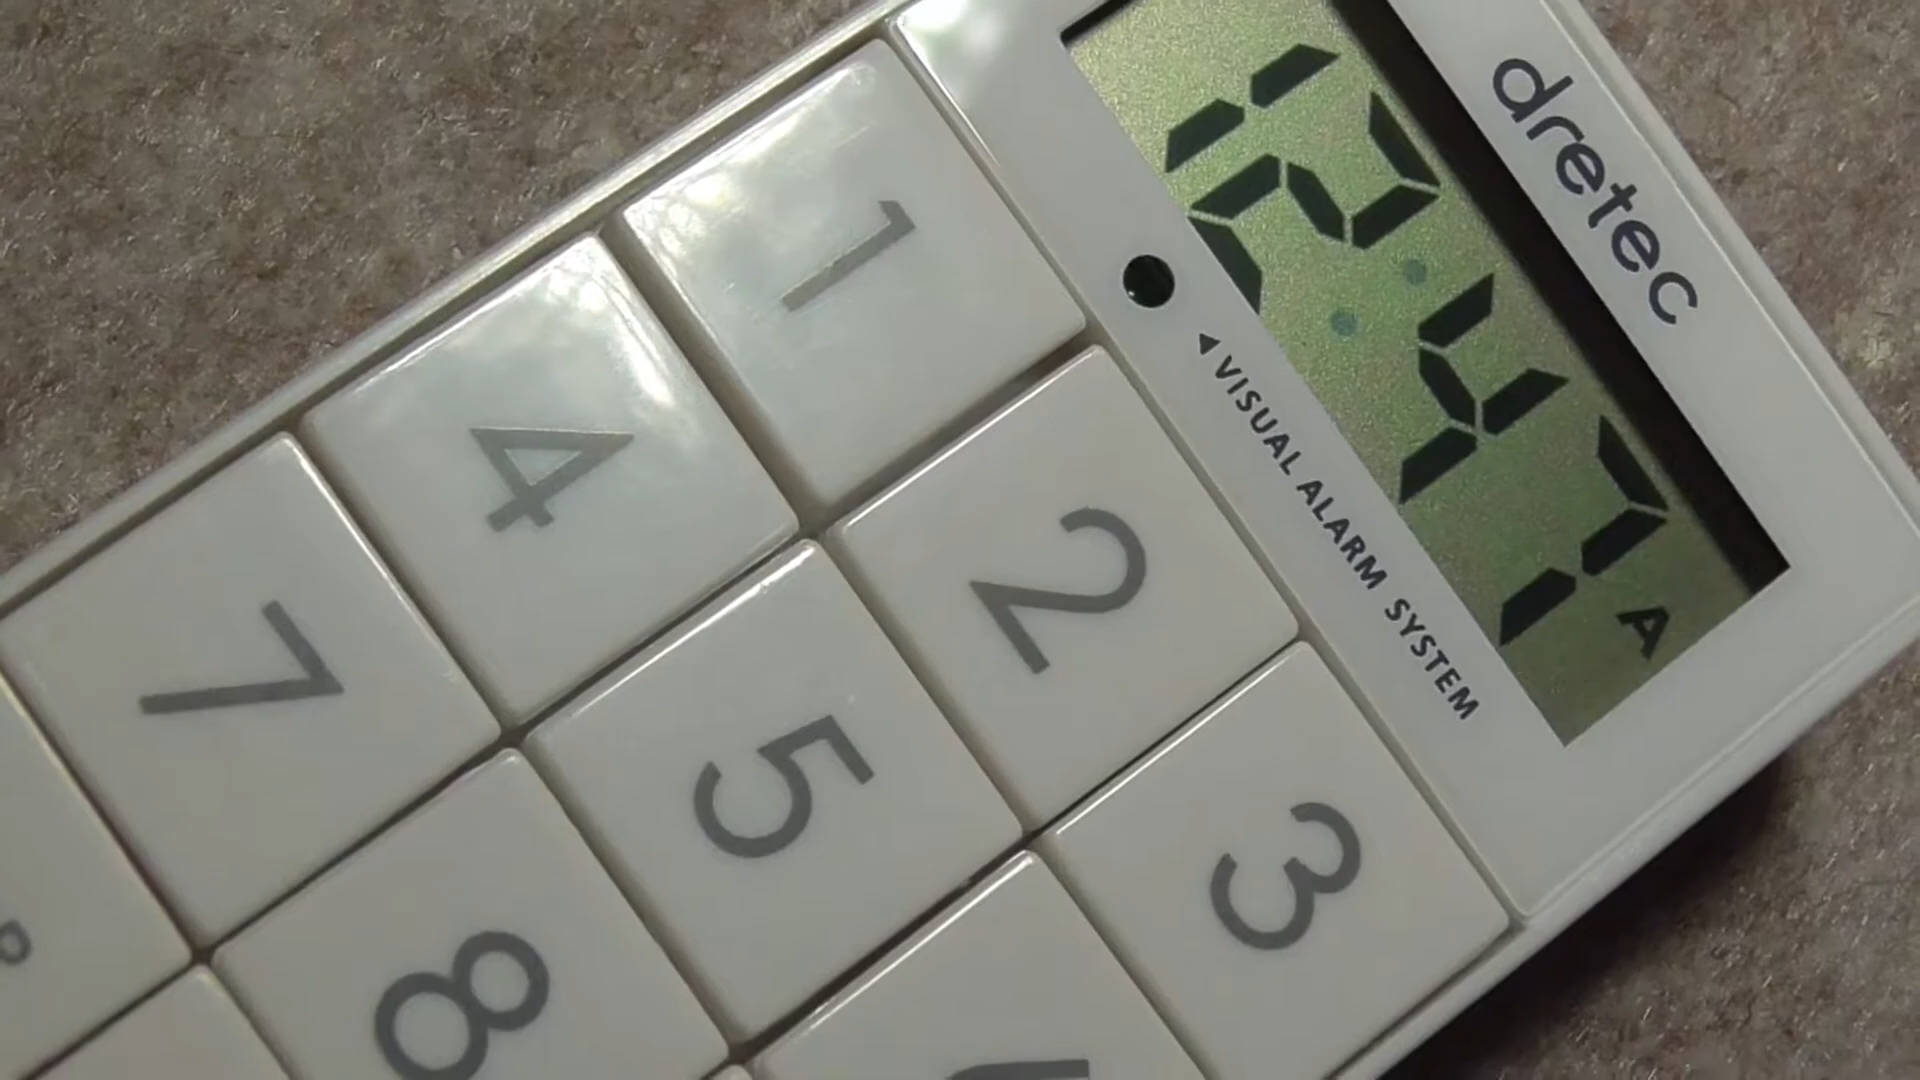 dretec
12:47 A
◀VISUAL ALARM SYSTEM
1 2 3
4 5
7 8